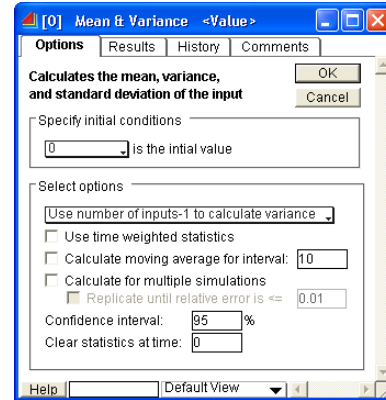 [0] Mean & Variance <Value>
Options Results History Comments
Calculates the mean, variance,
and standard deviation of the input
OK
Cancel
Specify initial conditions
0 is the intial value
Select options
Use number of inputs-1 to calculate variance
Use time weighted statistics
Calculate moving average for interval: 10
Calculate for multiple simulations
Replicate until relative error is <= 0.01
Confidence interval: 95 %
Clear statistics at time: 0
Help Default View